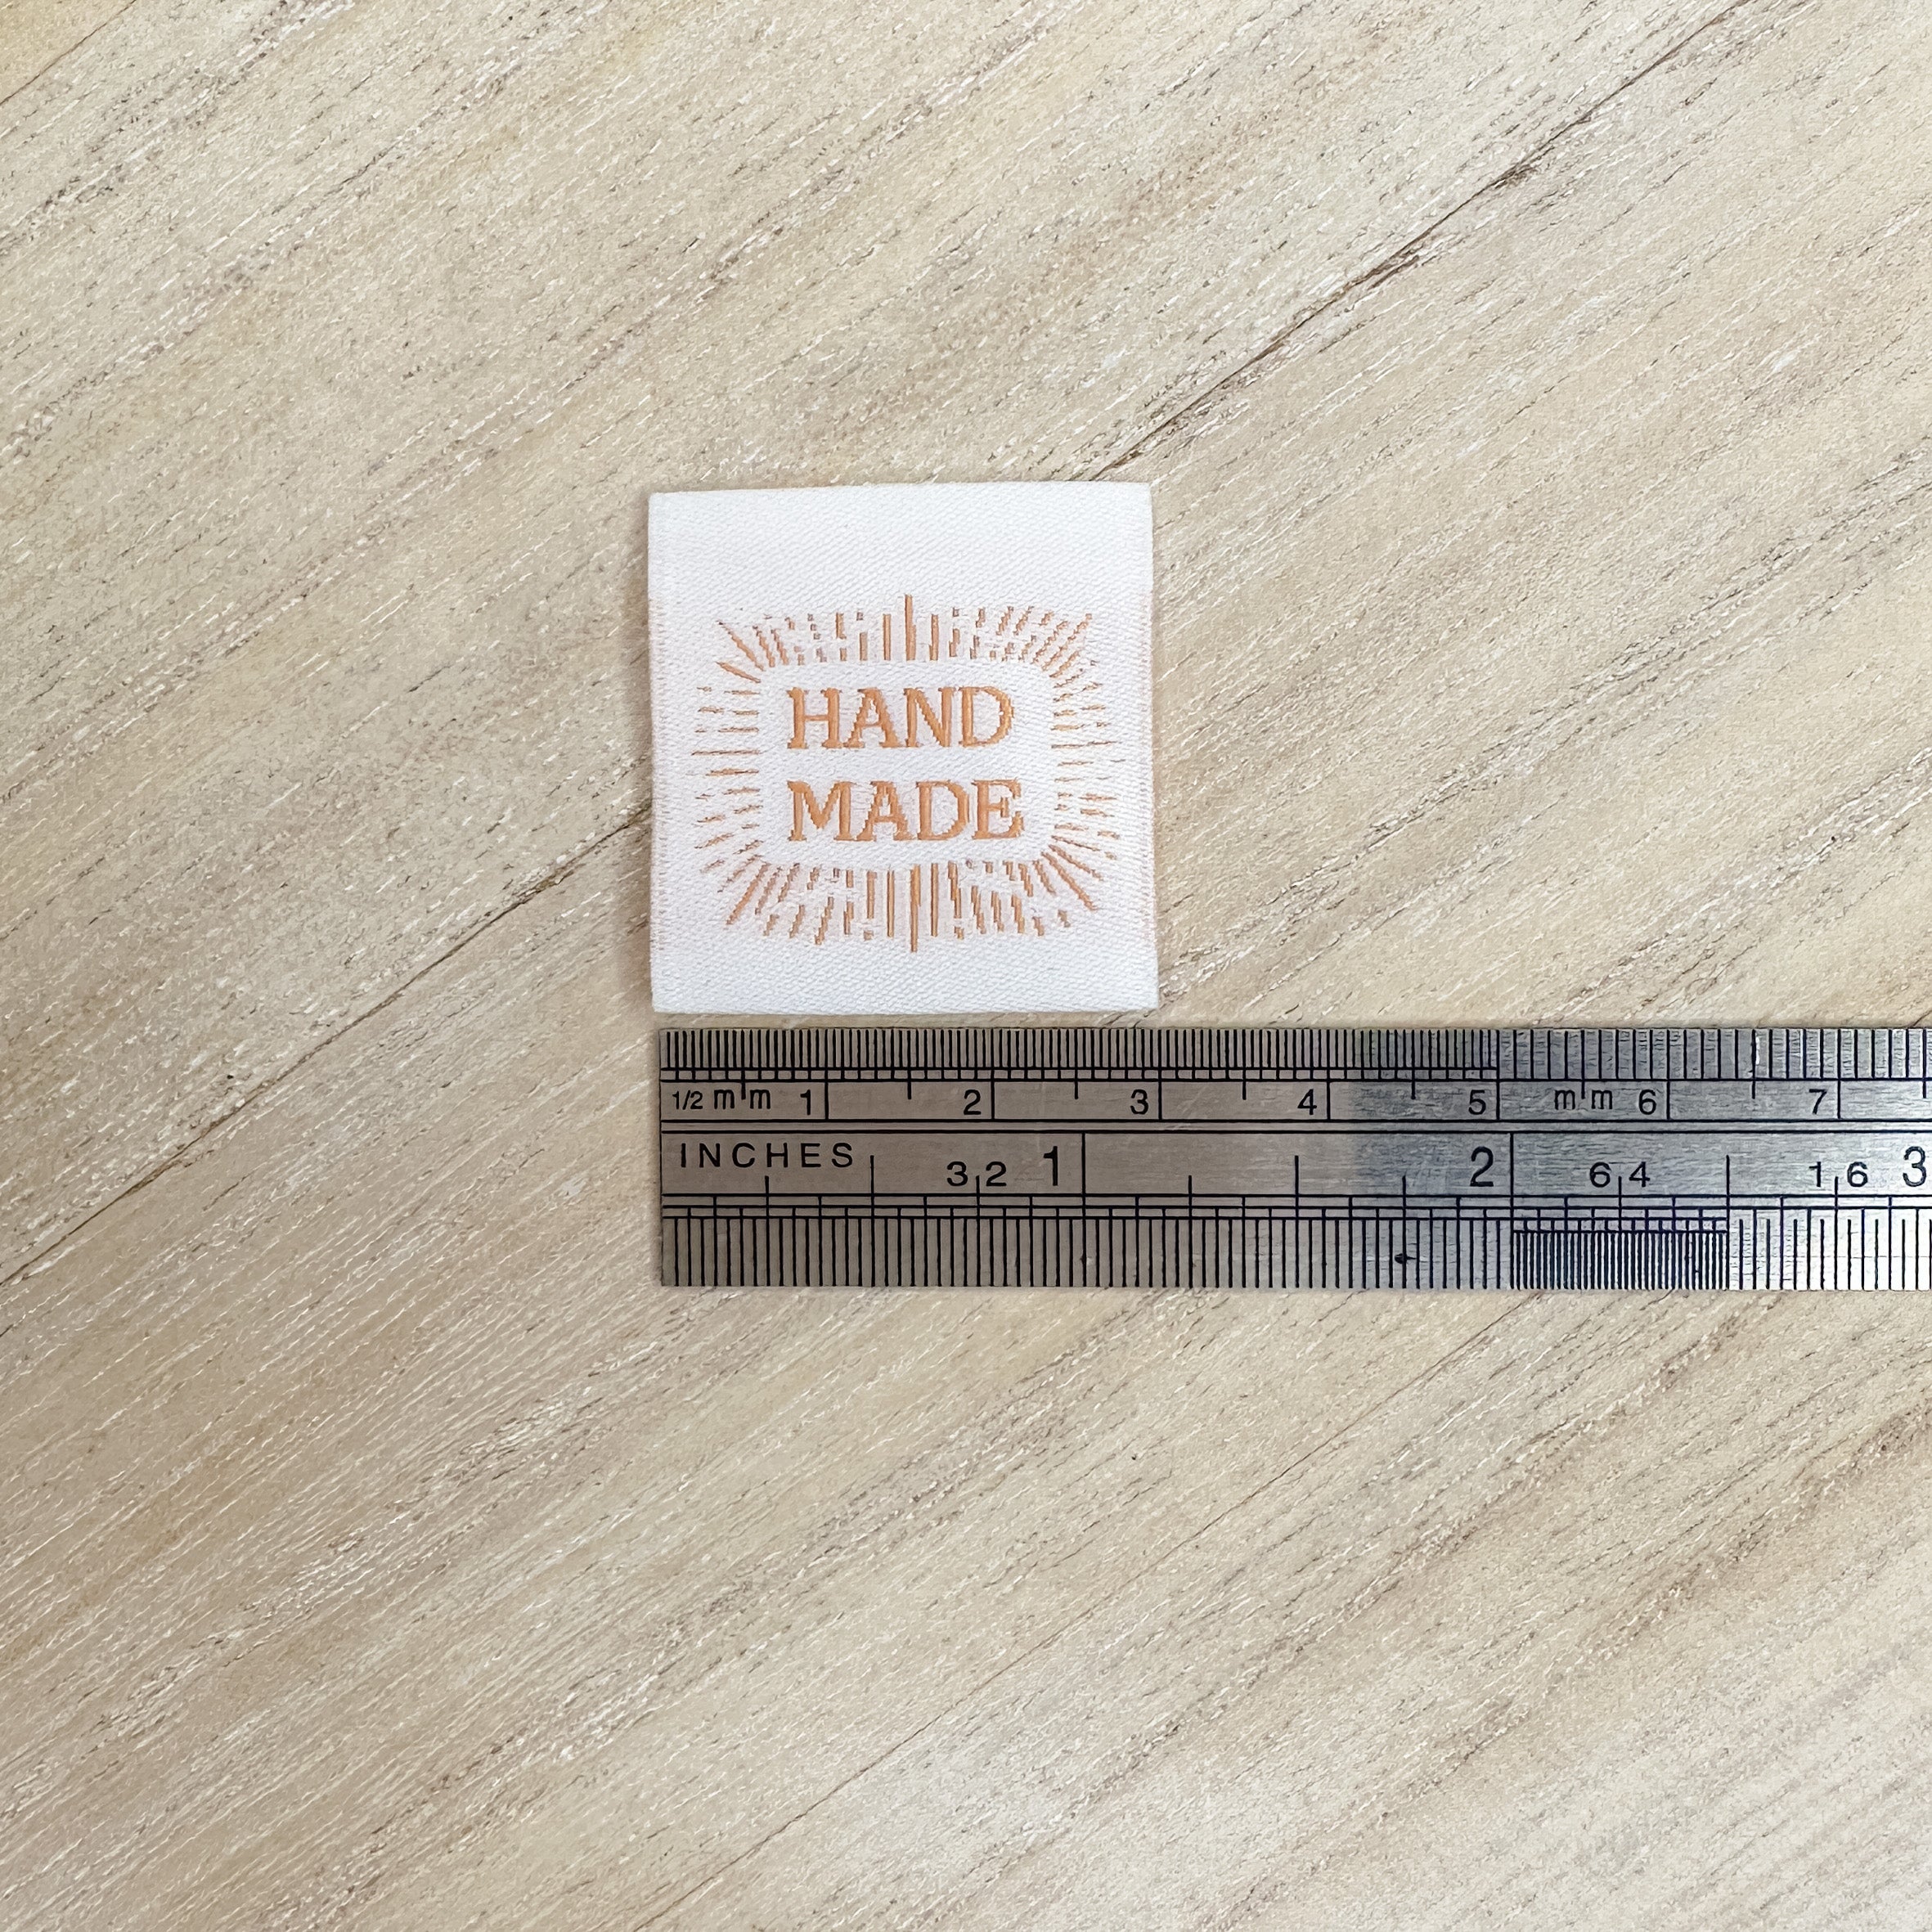 HAND
MADE
1/2 mm 1 2 3 4 5 mm 6 7
INCHES 32 1 2 64 16 3